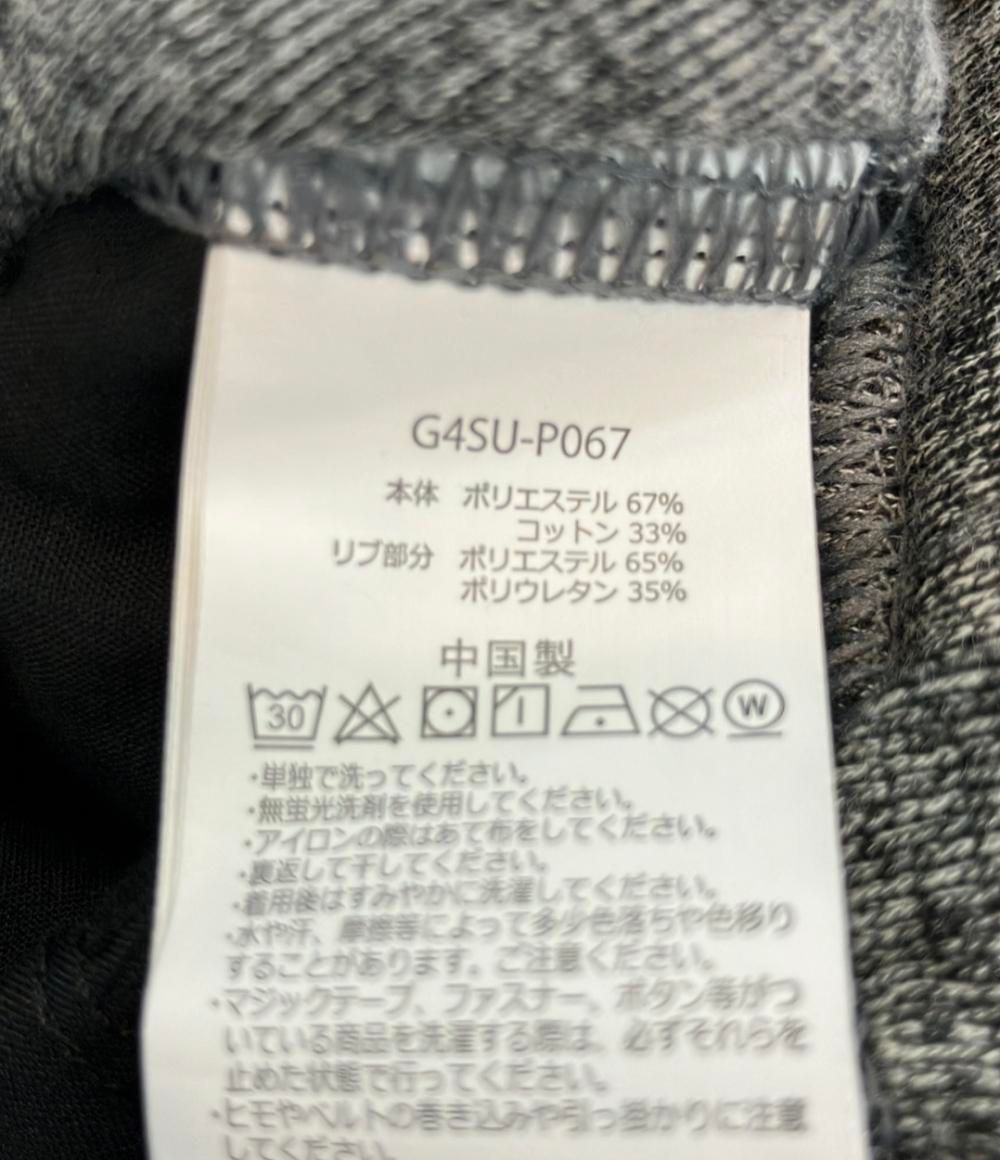 G4SU-P067
本体 ポリエステル 67%
コットン 33%
リブ部分 ポリエステル 65%
ポリウレタン 35%
中国製
30 W
・単独で洗ってください。
・無蛍光洗剤を使用してください。
・アイロンの際はあて布をしてください。
・裏返して干してください。
・着用後はすみやかに洗濯してください。
・水や汗、摩擦等によって多少色落ちや色移り
することがあります。ご注意ください。
・マジックテープ、ファスナー、ボタン等がつ
いている商品を洗濯する際は、必ずそれらを
止めた状態で行ってください。
・ヒモやベルトの巻き込みや引っ掛かりに注意
してください。